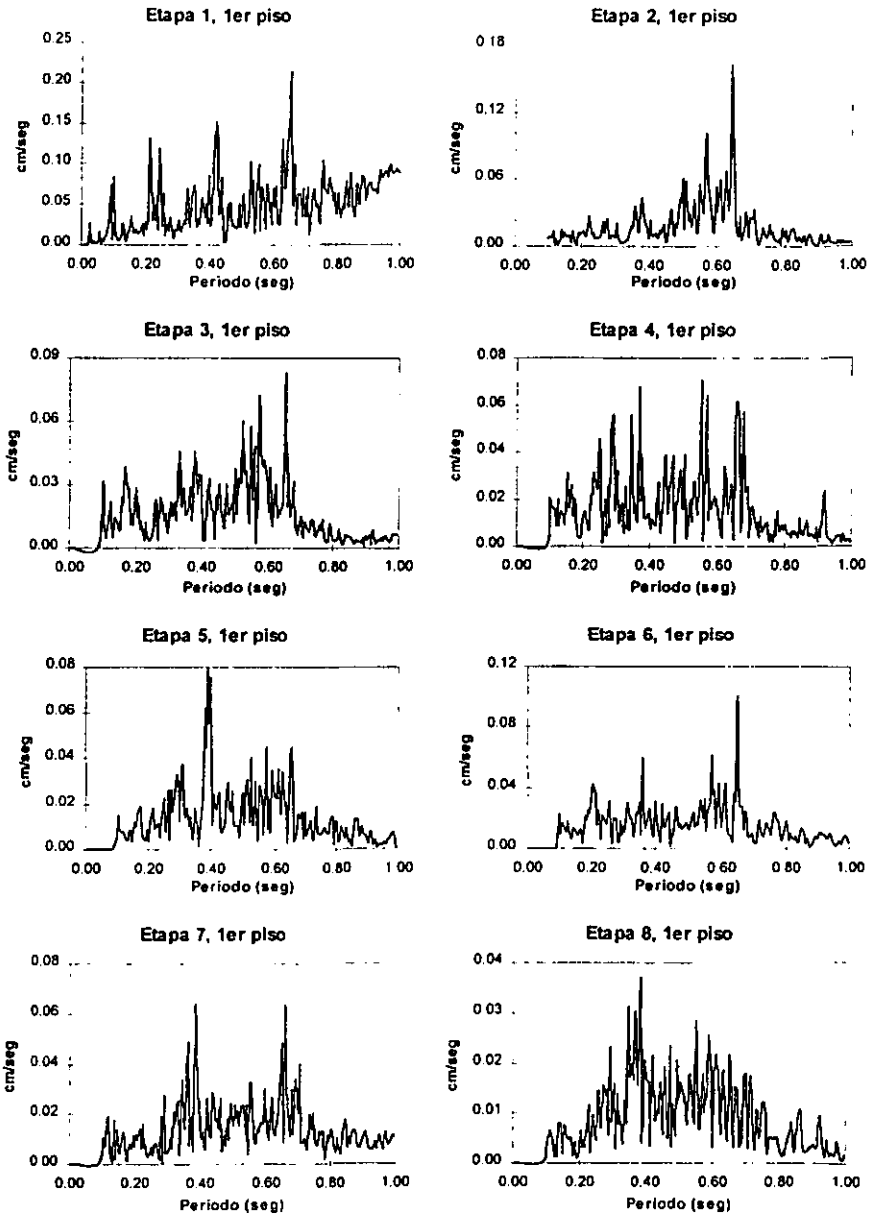 Etapa 1, 1er piso
0.25
0.20
0.15
0.10
0.05
0.00
cm/seg
0.00 0.20 0.40 0.60 0.80 1.00
Periodo (seg)
Etapa 2, 1er piso
0.18
0.12
0.06
0.00
cm/seg
0.00 0.20 0.40 0.60 0.80 1.00
Periodo (seg)
Etapa 3, 1er piso
0.09
0.06
0.03
0.00
cm/seg
0.00 0.20 0.40 0.60 0.80 1.00
Periodo (seg)
Etapa 4, 1er piso
0.08
0.06
0.04
0.02
0.00
cm/seg
0.00 0.20 0.40 0.60 0.80 1.00
Periodo (seg)
Etapa 5, 1er piso
0.08
0.06
0.04
0.02
0.00
cm/seg
0.00 0.20 0.40 0.60 0.80 1.00
Periodo (seg)
Etapa 6, 1er piso
0.12
0.08
0.04
0.00
cm/seg
0.00 0.20 0.40 0.60 0.80 1.00
Periodo (seg)
Etapa 7, 1er piso
0.08
0.06
0.04
0.02
0.00
cm/seg
0.00 0.20 0.40 0.60 0.80 1.00
Periodo (seg)
Etapa 8, 1er piso
0.04
0.03
0.02
0.01
0.00
cm/seg
0.00 0.20 0.40 0.60 0.80 1.00
Periodo (seg)